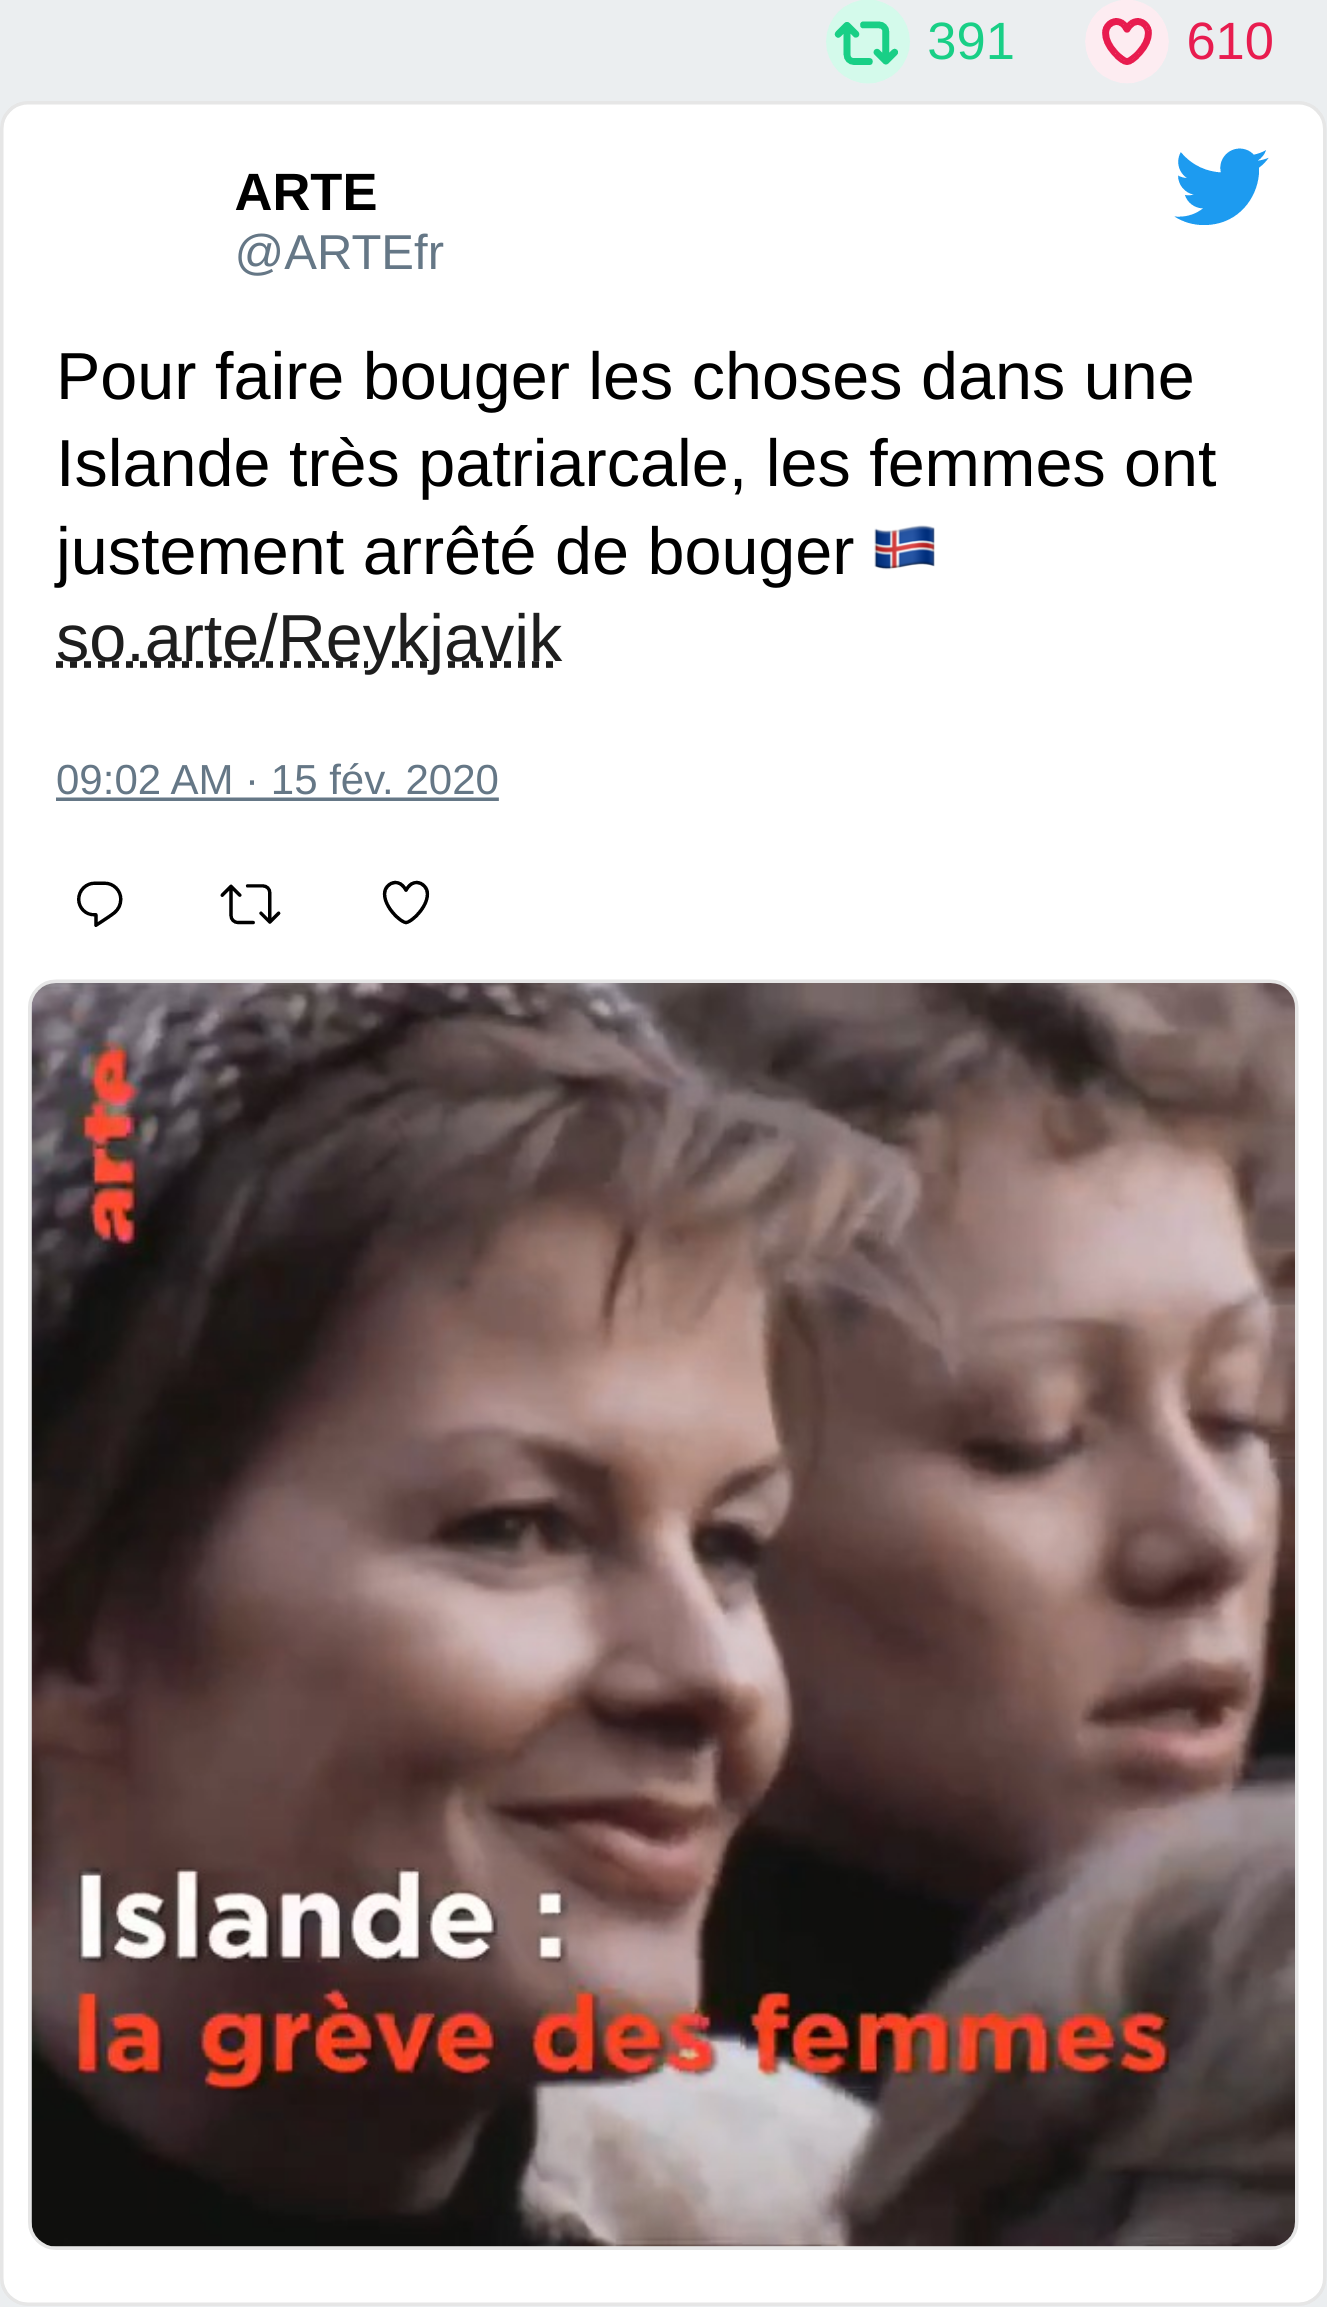 391 610
ARTE
@ARTEfr
Pour faire bouger les choses dans une
Islande très patriarcale, les femmes ont
justement arrêté de bouger 🇮🇸
so.arte/Reykjavik
09:02 AM · 15 fév. 2020
arte
Islande :
la grève des femmes